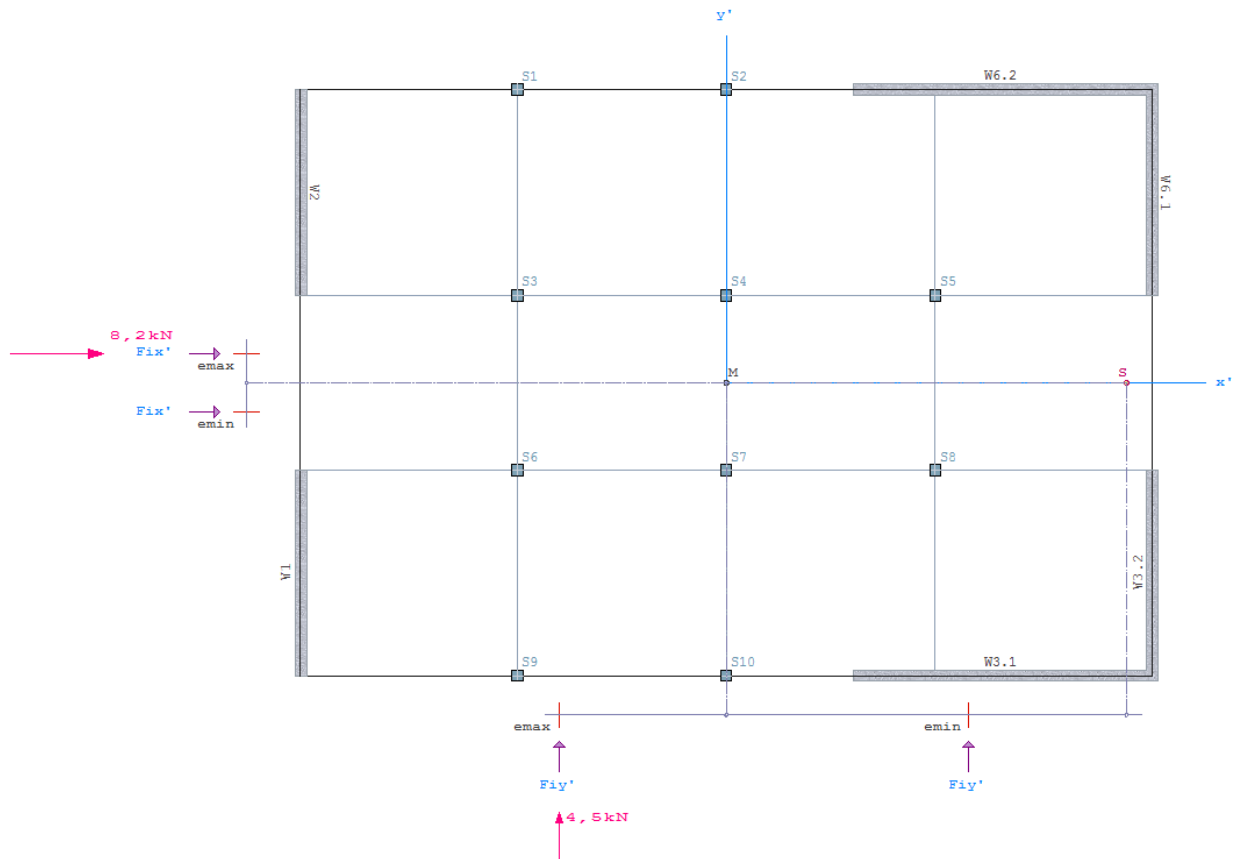 y'
S1
S2
W6.2
W2
W6.1
S3
S4
S5
8,2kN
Fix'
emax
M
S
x'
Fix'
emin
S6
S7
S8
W1
W3.2
S9
S10
W3.1
emax
emin
Fiy'
Fiy'
4,5kN